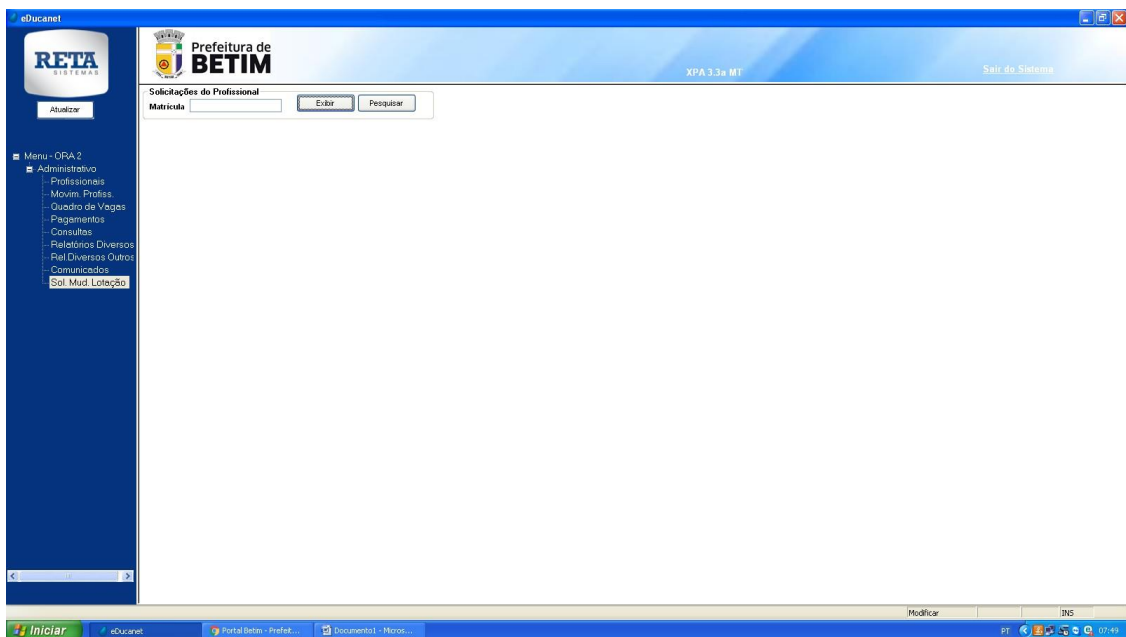 eDucanet
RETA
SISTEMAS
Atualizar
Prefeitura de
BETIM
XPA 3.3a MT
Sair do Sistema
Solicitações do Profissional
Matrícula
Exibir
Pesquisar
Menu - ORA 2
Administrativo
Profissionais
Movim. Profiss.
Quadro de Vagas
Pagamentos
Consultas
Relatórios Diversos
Rel.Diversos Outros
Comunicados
Sol. Mud. Lotação
Modificar
INS
Iniciar
eDucanet
Portal Betim - Prefeit...
Documento1 - Micros...
PT
07:49